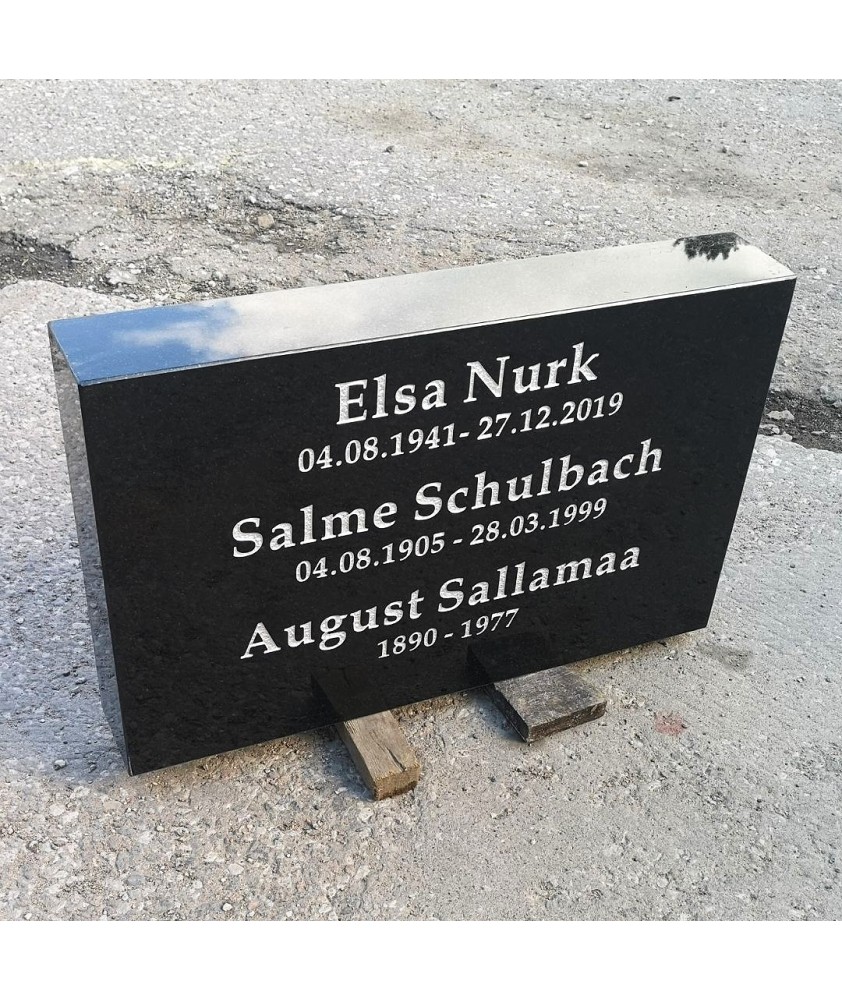 Elsa Nurk
04.08.1941- 27.12.2019
Salme Schulbach
04.08.1905 - 28.03.1999
August Sallamaa
1890 - 1977